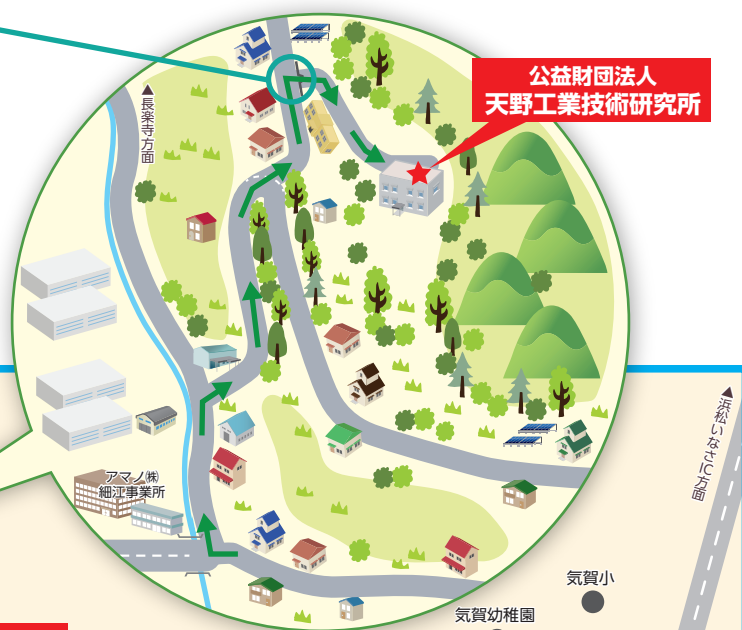 公益財団法人
天野工業技術研究所
▲長楽寺方面
アマノ㈱
細江事業所
▲浜松いなさIC方面
気賀小
気賀幼稚園